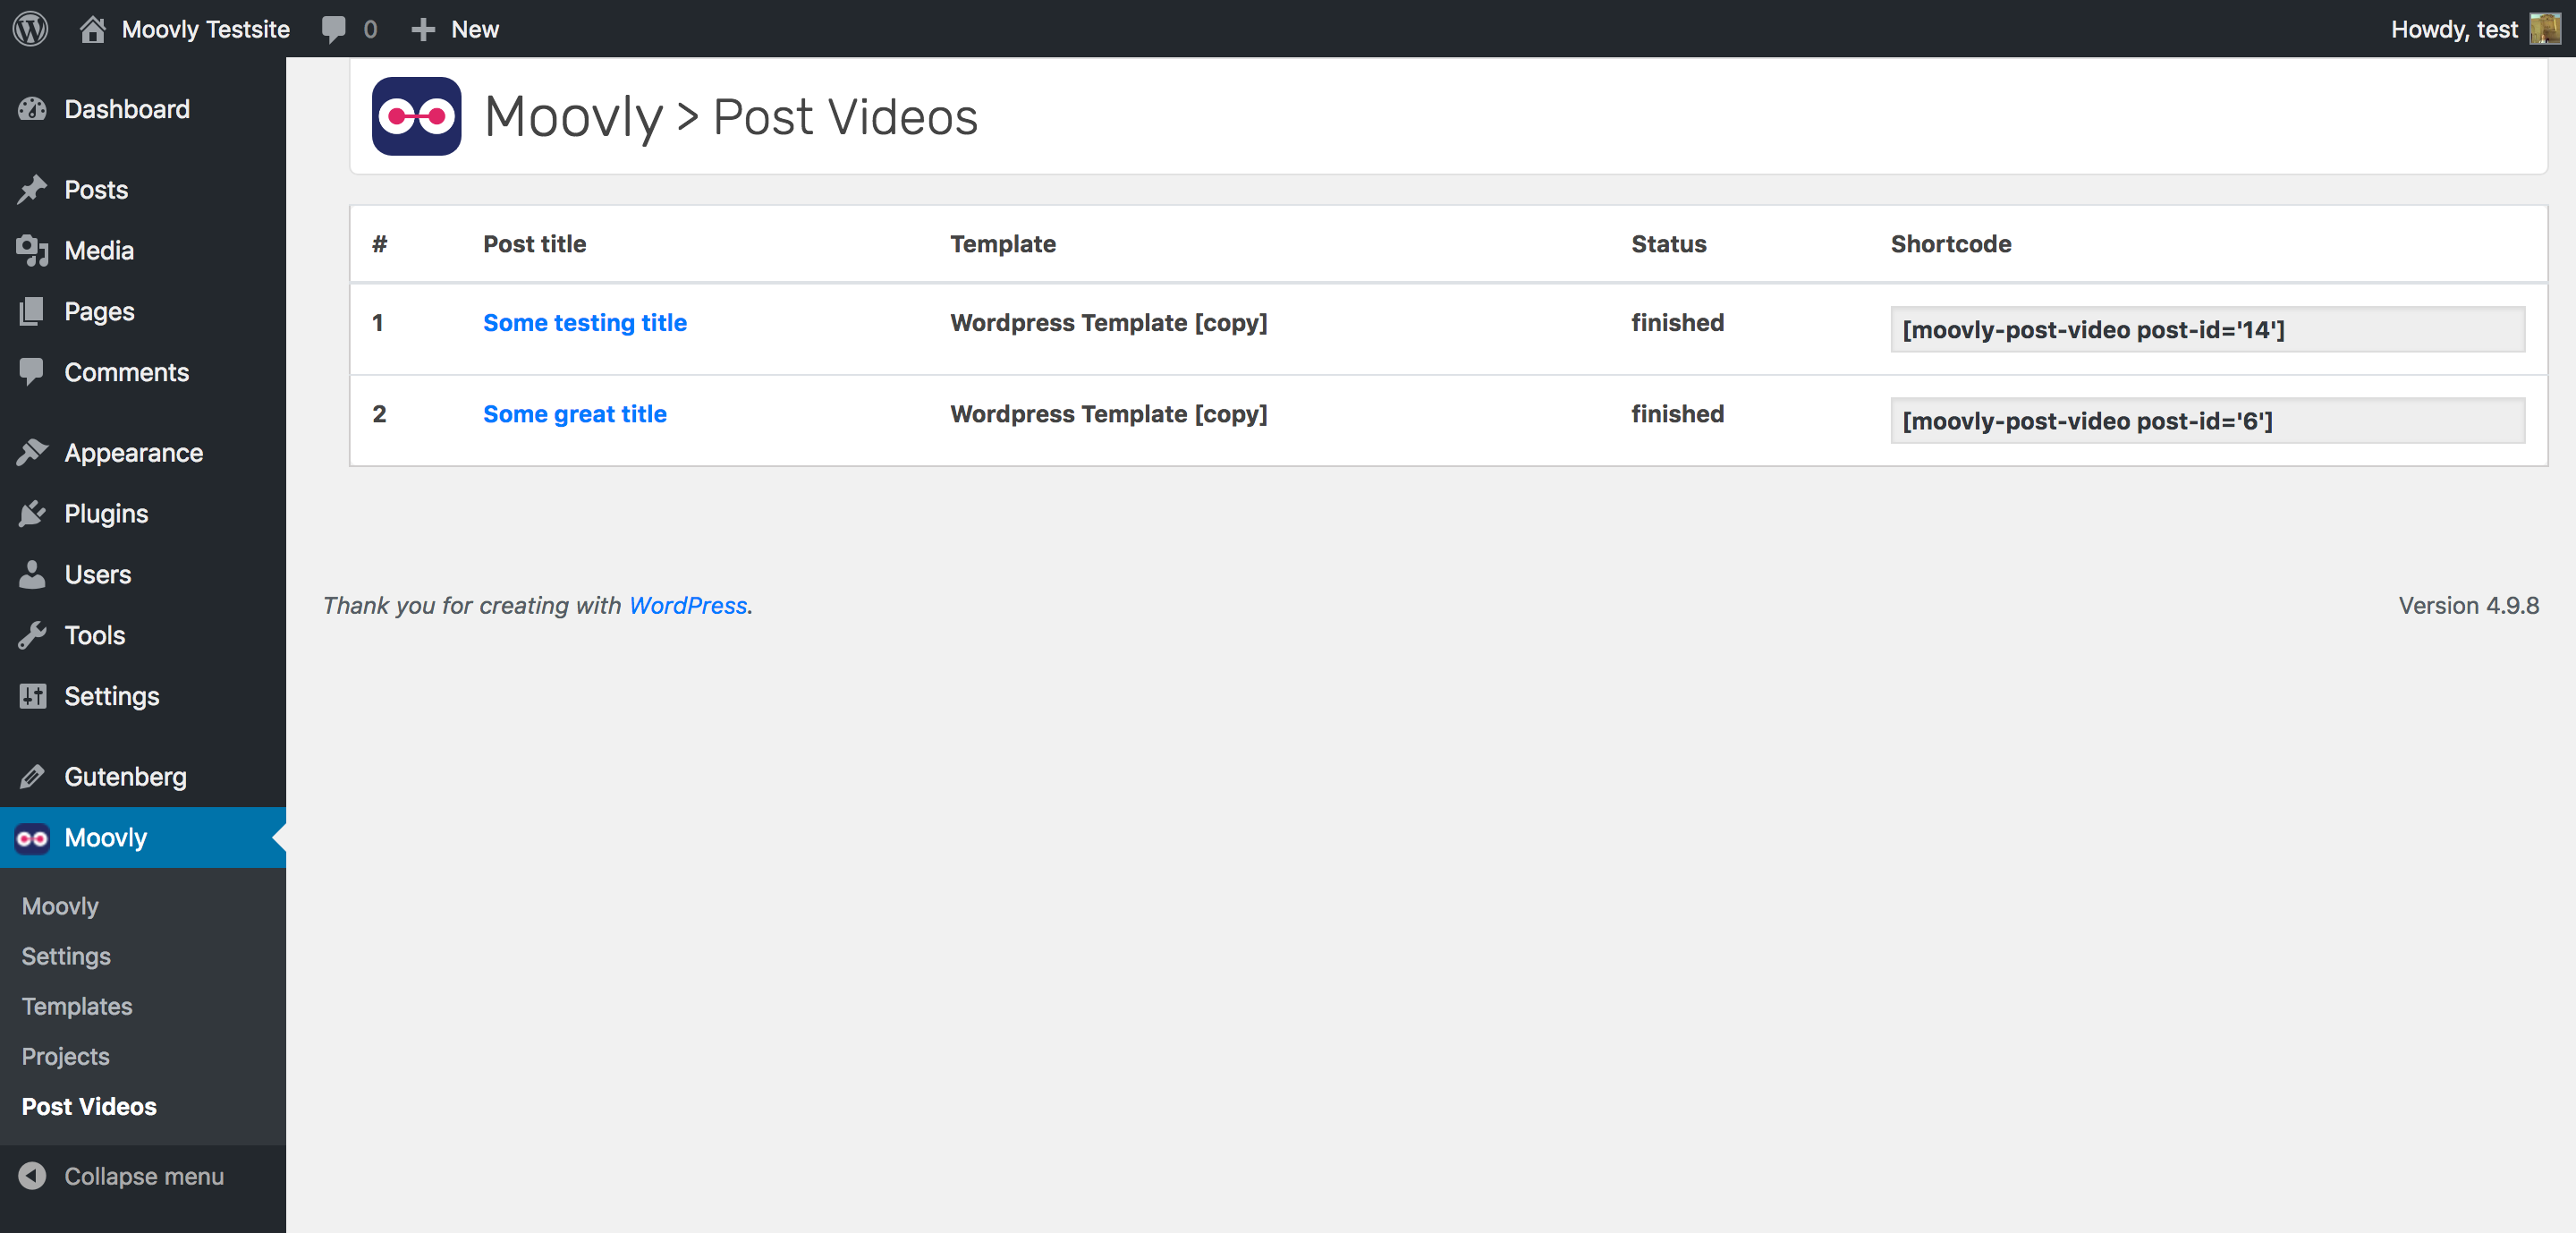 Moovly Testsite 0 New Howdy, test
Dashboard
Posts
Media
Pages
Comments
Appearance
Plugins
Users
Tools
Settings
Gutenberg
Moovly
Moovly
Settings
Templates
Projects
Post Videos
Collapse menu
Moovly > Post Videos
# Post title Template Status Shortcode
1 Some testing title Wordpress Template [copy] finished [moovly-post-video post-id='14']
2 Some great title Wordpress Template [copy] finished [moovly-post-video post-id='6']
Thank you for creating with WordPress. Version 4.9.8